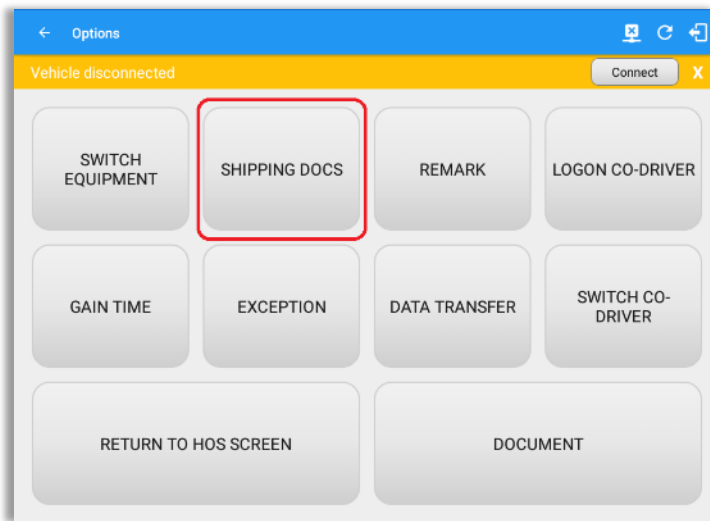 Options
Vehicle disconnected
Connect
X
SWITCH
EQUIPMENT
SHIPPING DOCS
REMARK
LOGON CO-DRIVER
GAIN TIME
EXCEPTION
DATA TRANSFER
SWITCH CO-
DRIVER
RETURN TO HOS SCREEN
DOCUMENT